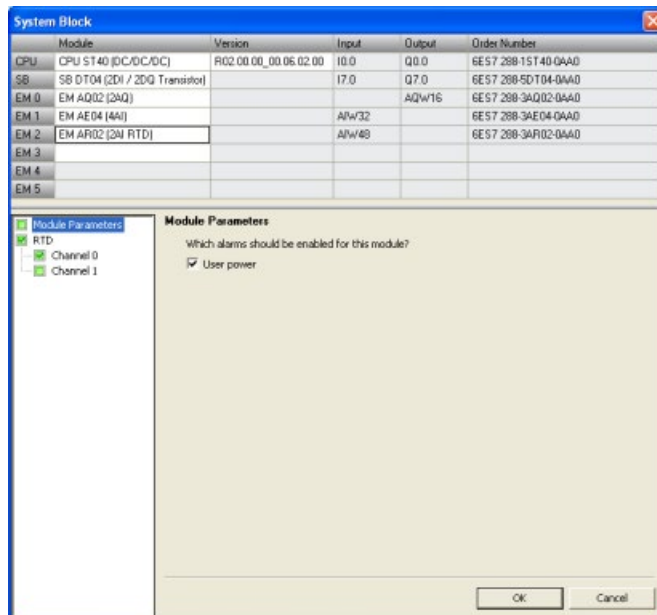 System Block
Module Version Input Output Order Number
CPU CPU ST40 (DC/DC/DC) R02.00.00_00.06.02.00 I0.0 Q0.0 6ES7 288-1ST40-0AA0
SB SB DT04 (2DI / 2DQ Transistor) I7.0 Q7.0 6ES7 288-5DT04-0AA0
EM 0 EM AQ02 (2AQ) AQW16 6ES7 288-3AQ02-0AA0
EM 1 EM AE04 (4AI) AIW32 6ES7 288-3AE04-0AA0
EM 2 EM AR02 (2AI RTD) AIW48 6ES7 288-3AR02-0AA0
EM 3
EM 4
EM 5
Module Parameters
RTD
Channel 0
Channel 1
Module Parameters
Which alarms should be enabled for this module?
User power
OK Cancel